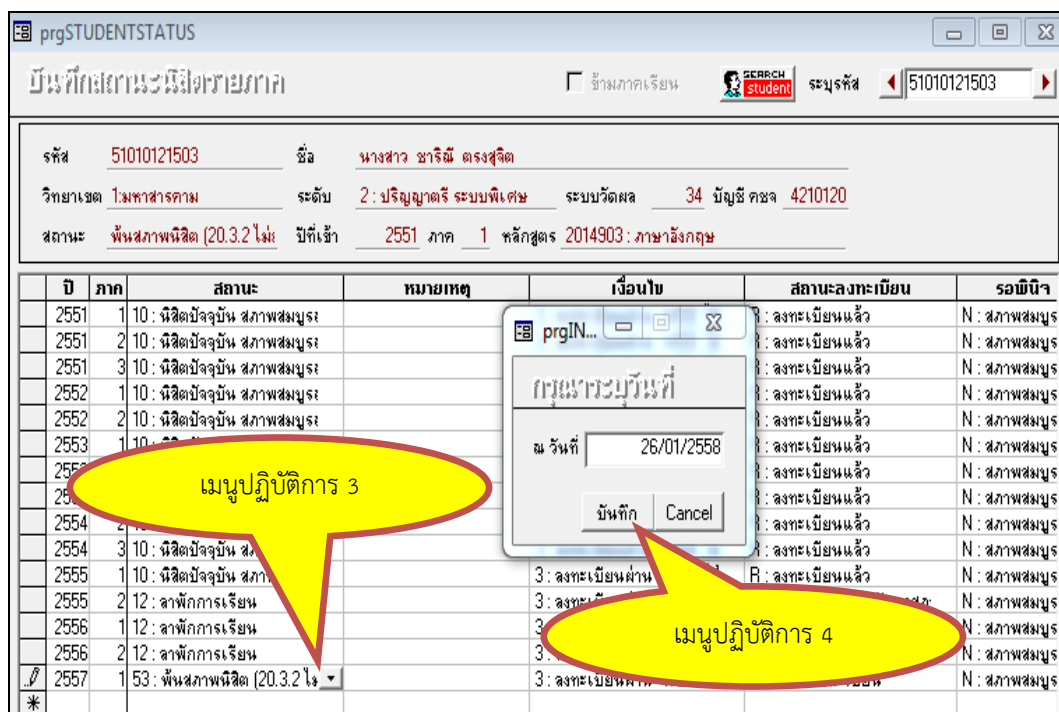 prgSTUDENTSTATUS
บันทึกสถานะนิสิตรายภาค
ข้ามภาคเรียน SEARCH student ระบุรหัส 51010121503
รหัส 51010121503 ชื่อ นางสาว ชาริณี ตรงสุจิต
วิทยาเขต 1:มหาสารคาม ระดับ 2 : ปริญญาตรี ระบบพิเศษ ระบบวัดผล 34 บัญชี คชจ 4210120
สถานะ พ้นสภาพนิสิต (20.3.2 ปีที่เข้า 2551 ภาค 1 หลักสูตร 2014903 : ภาษาอังกฤษ
ปี ภาค สถานะ หมายเหตุ เงื่อนไข สถานะลงทะเบียน รอพินิจ
2551 1 10 : นิสิตปัจจุบัน สภาพสมบูรณ์ : ลงทะเบียนแล้ว N : สภาพสมบูร
2551 2 10 : นิสิตปัจจุบัน สภาพสมบูรณ์ : ลงทะเบียนแล้ว N : สภาพสมบูร
2551 3 10 : นิสิตปัจจุบัน สภาพสมบูรณ์ : ลงทะเบียนแล้ว N : สภาพสมบูร
2552 1 10 : นิสิตปัจจุบัน สภาพสมบูรณ์ : ลงทะเบียนแล้ว N : สภาพสมบูร
2552 2 10 : นิสิตปัจจุบัน สภาพสมบูรณ์ : ลงทะเบียนแล้ว N : สภาพสมบูร
2553 1 : ลงทะเบียนแล้ว N : สภาพสมบูร
: ลงทะเบียนแล้ว N : สภาพสมบูร
: ลงทะเบียนแล้ว N : สภาพสมบูร
2554 2 : ลงทะเบียนแล้ว N : สภาพสมบูร
2554 3 10 : นิสิตปัจจุบัน : ลงทะเบียนแล้ว N : สภาพสมบูร
2555 1 10 : นิสิตปัจจุบัน 3 : ลงทะเบียนผ่าน R : ลงทะเบียนแล้ว N : สภาพสมบูร
2555 2 12 : ลาพักการเรียน N : สภาพสมบูร
2556 1 12 : ลาพักการเรียน 3 N : สภาพสมบูร
2556 2 12 : ลาพักการเรียน 3 N : สภาพสมบูร
2557 1 53 : พ้นสภาพนิสิต (20.3.2 3 : ลงทะเบียนผ่าน N : สภาพสมบูร
prgIN...
กรุณาระบุวันที่
ณ วันที่ 26/01/2558
บันทึก Cancel
เมนูปฏิบัติการ 3
เมนูปฏิบัติการ 4